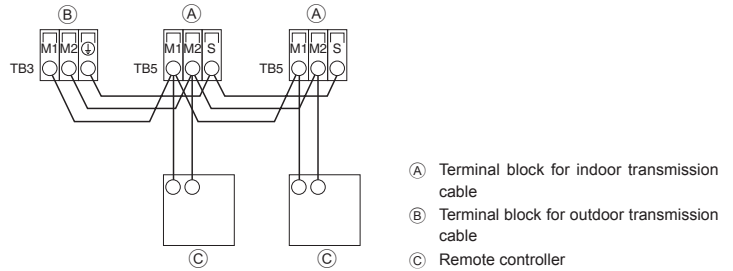 Ⓑ Ⓐ Ⓐ
M1 M2 ⏚ M1 M2 S M1 M2 S
TB3 TB5 TB5
Ⓒ Ⓒ
Ⓐ Terminal block for indoor transmission
cable
Ⓑ Terminal block for outdoor transmission
cable
Ⓒ Remote controller